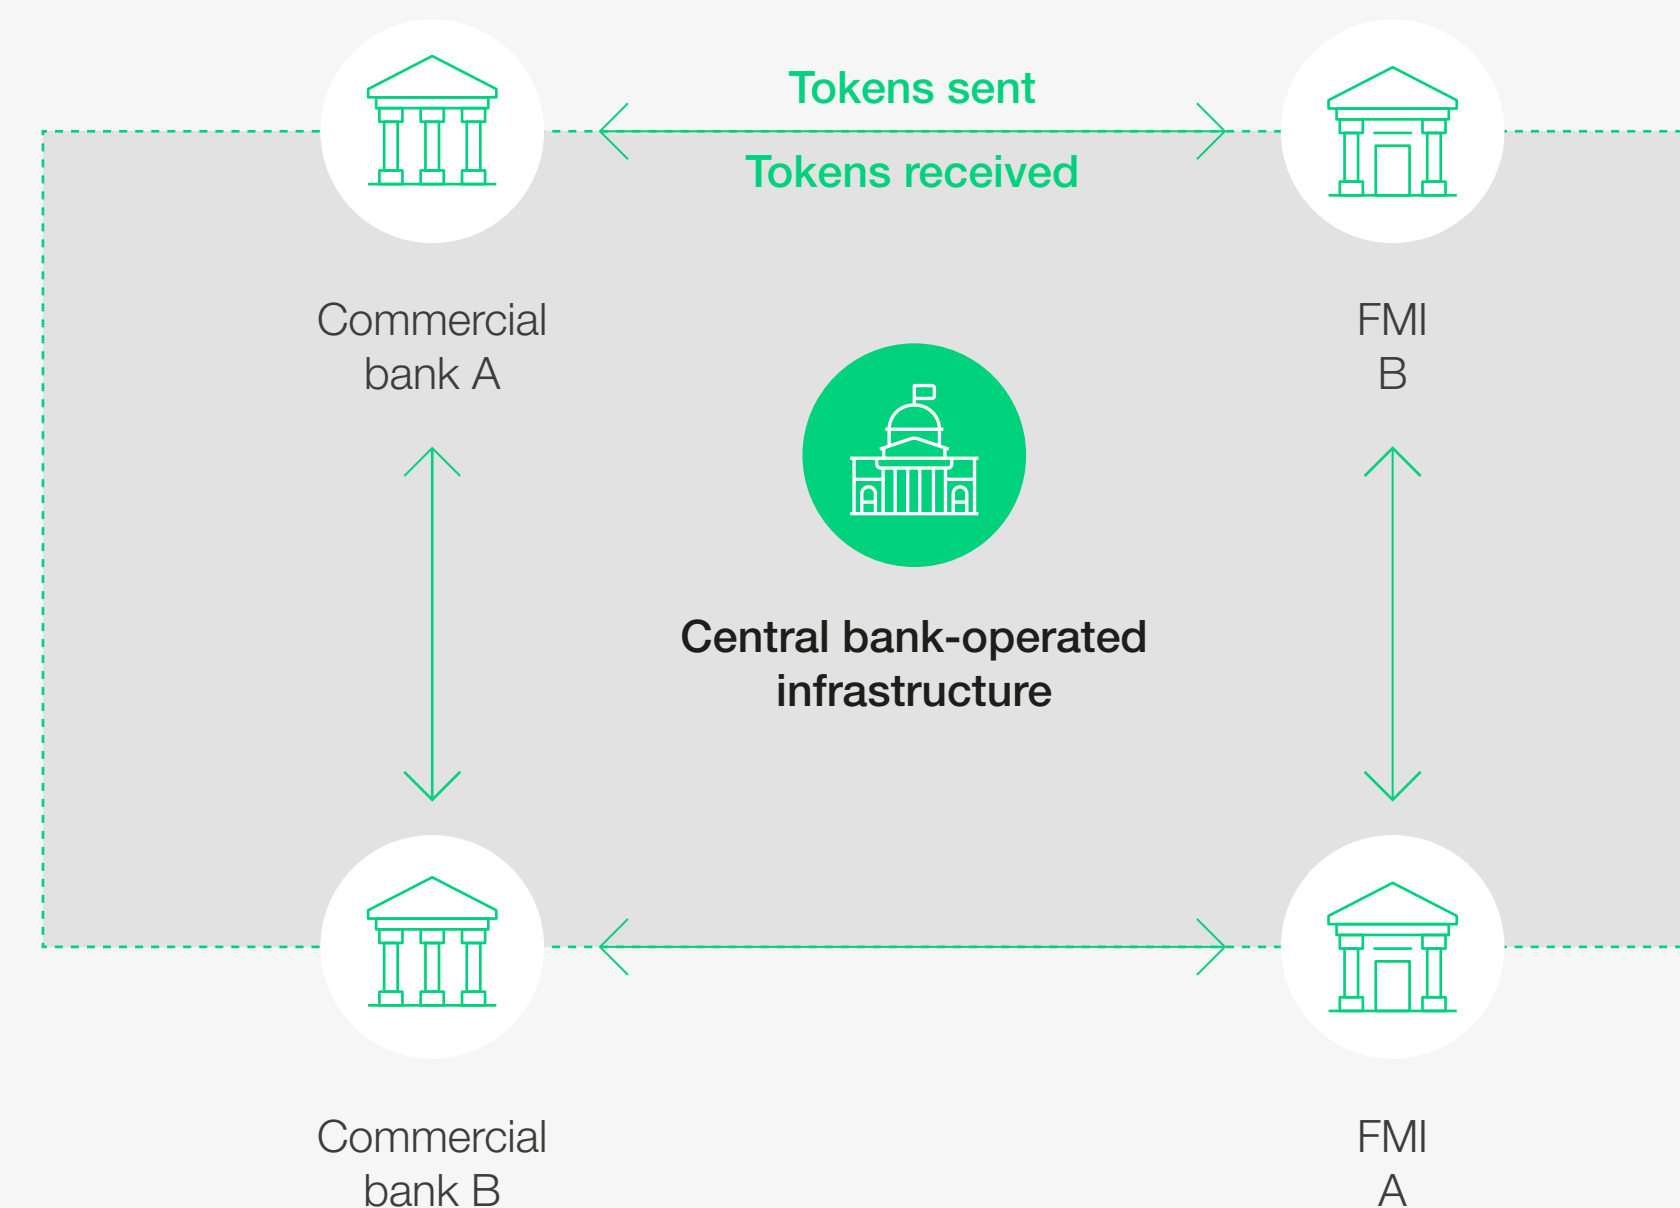 Tokens sent
Tokens received
Commercial
bank A
FMI
B
Central bank-operated
infrastructure
Commercial
bank B
FMI
A